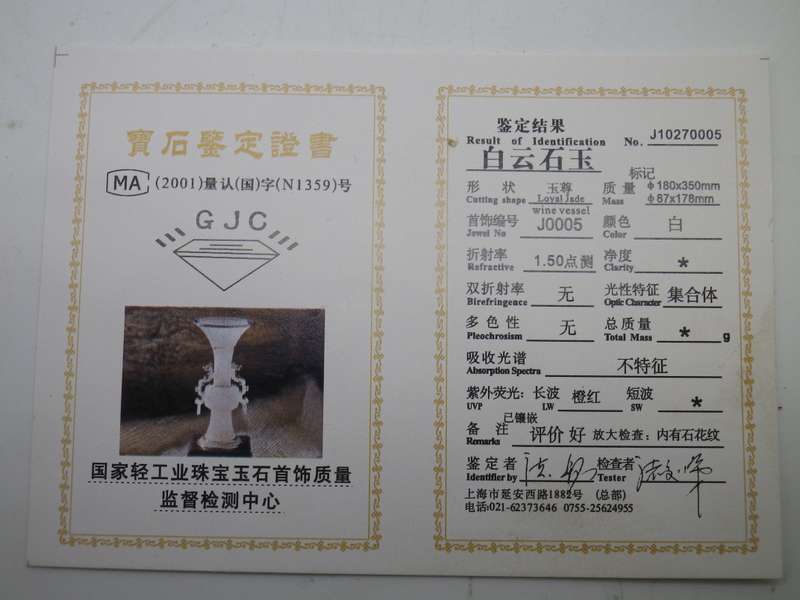 寶石鉴定證書
MA (2001)量认(国)字(N1359)号
GJC
国家轻工业珠宝玉石首饰质量
监督检测中心
鉴定结果
Result of Identification No. J10270005
白云石玉
标记
形状 玉尊 质量 φ180x350mm
Cutting shape Loyal Jade Mass φ87x178mm
wine vessel
首饰编号 J0005 颜色 白
Jewel No Color
折射率 1.50点测 净度 *
Refractive Clarity
双折射率 无 光性特征 集合体
Birefringence Optic Character
多色性 无 总质量 * g
Pleochrosism Total Mass
吸收光谱 不特征
Absorption Spectra
紫外荧光: 长波 橙红 短波 *
UVP LW SW
已镶嵌
备注 评价 好 放大检查: 内有石花纹
Remarks
鉴定者 检查者
Identifier by Tester
上海市延安西路1882号 (总部)
电话:021-62373646 0755-25624955